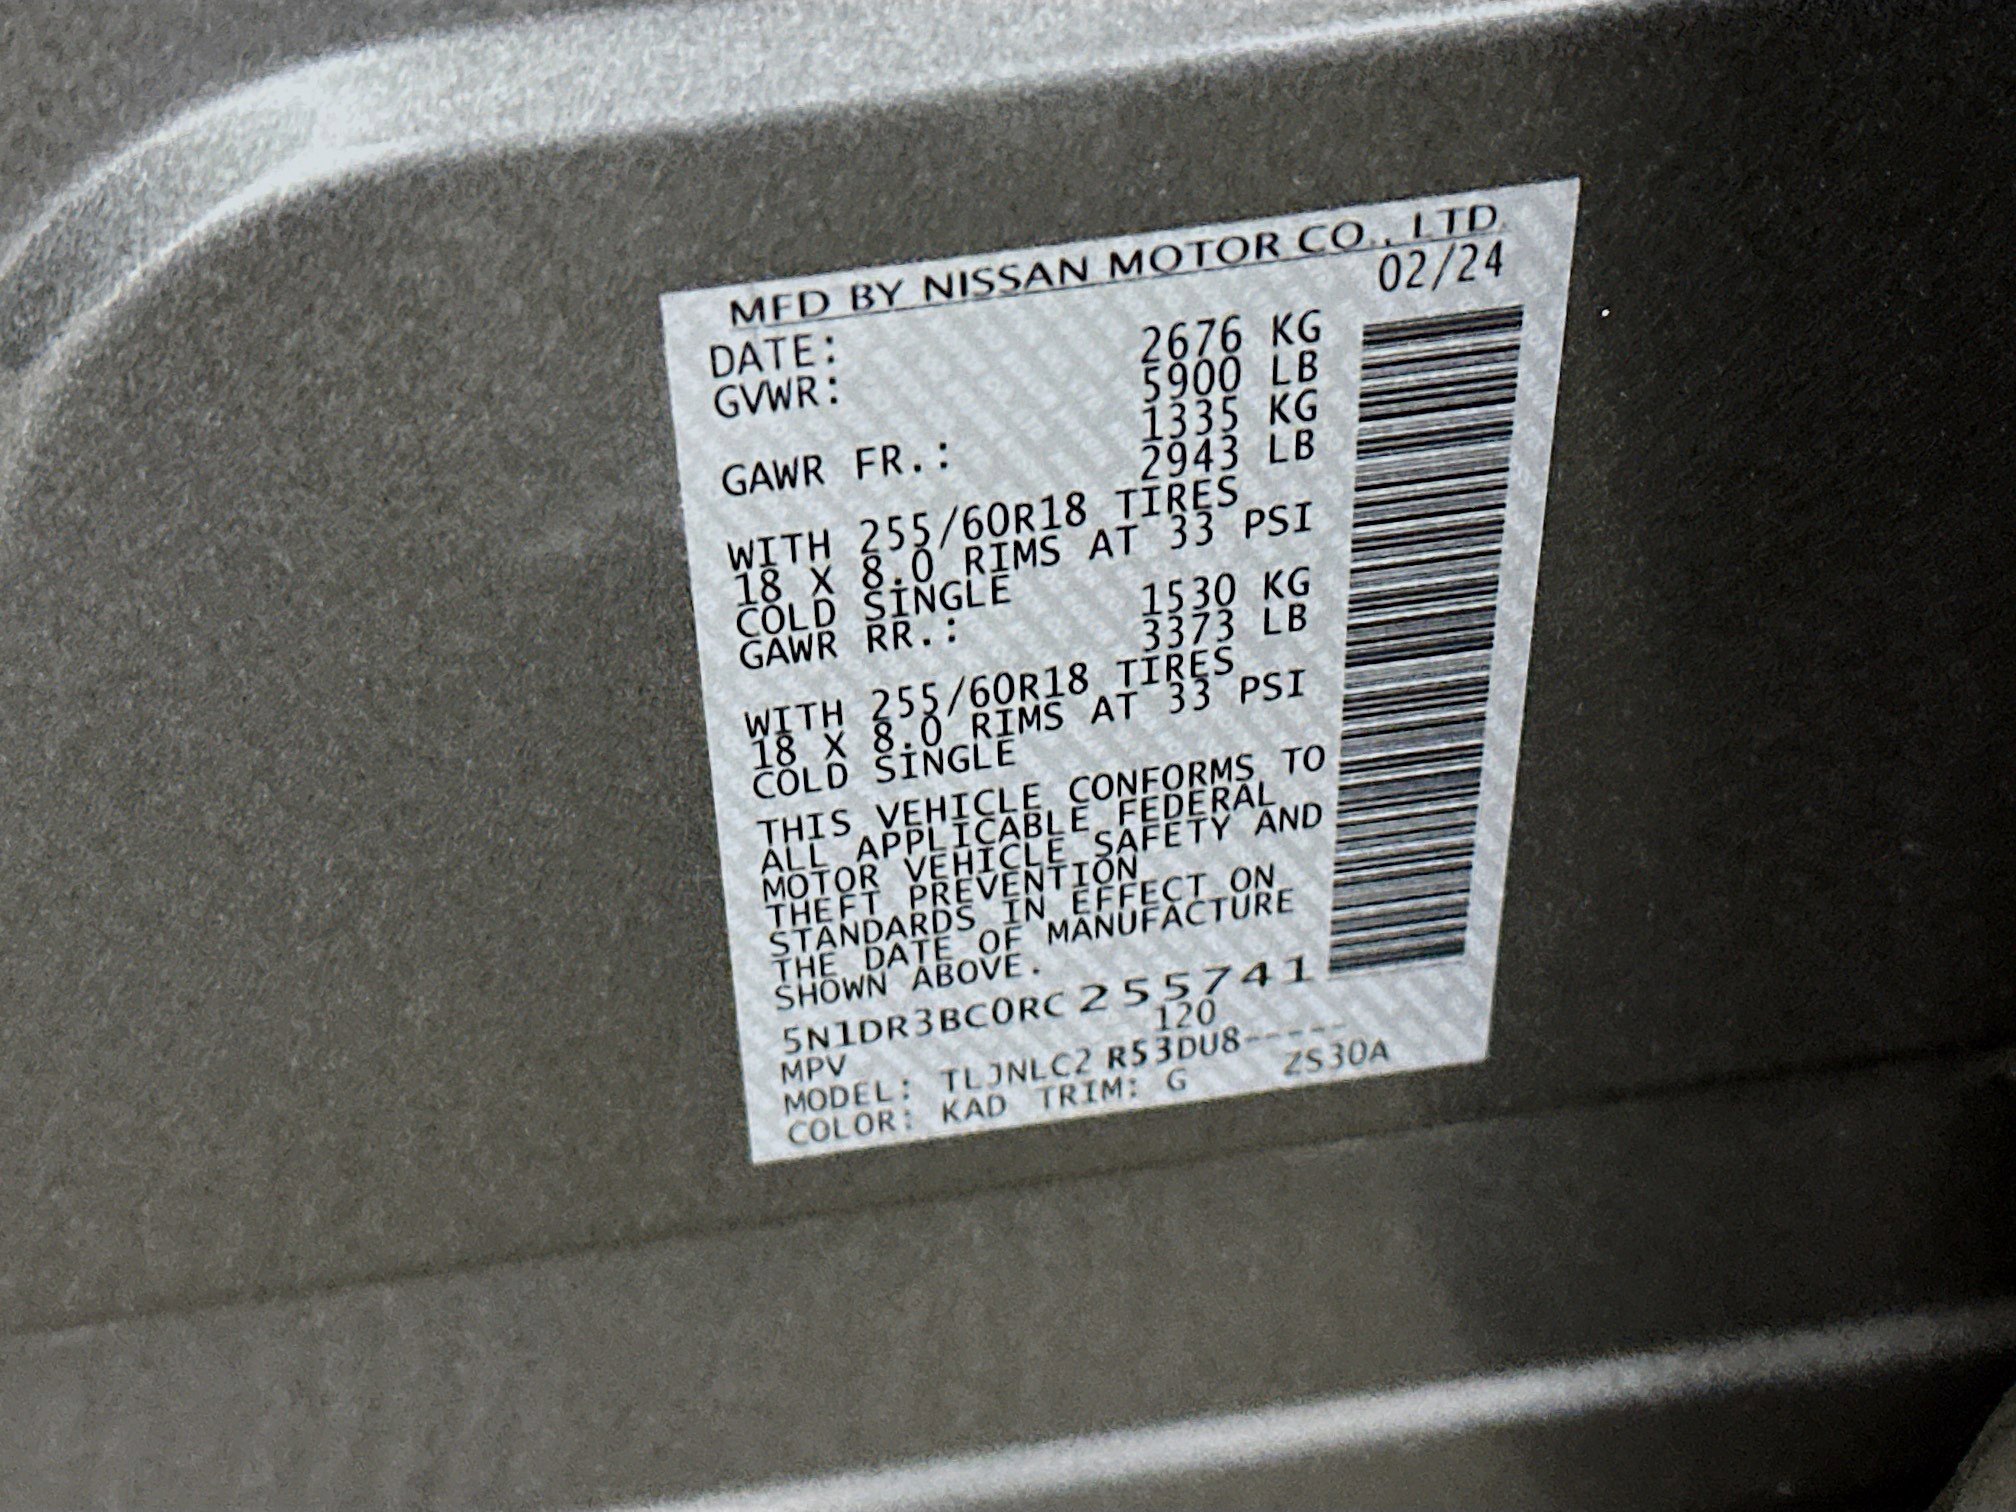 MFD BY NISSAN MOTOR CO., LTD.
DATE: 02/24
GVWR: 2676 KG
5900 LB
GAWR FR.: 1335 KG
2943 LB
WITH 255/60R18 TIRES
18 X 8.0 RIMS AT 33 PSI
COLD SINGLE
GAWR RR.: 1530 KG
3373 LB
WITH 255/60R18 TIRES
18 X 8.0 RIMS AT 33 PSI
COLD SINGLE
THIS VEHICLE CONFORMS TO
ALL APPLICABLE FEDERAL
MOTOR VEHICLE SAFETY AND
THEFT PREVENTION
STANDARDS IN EFFECT ON
THE DATE OF MANUFACTURE
SHOWN ABOVE.
5N1DR3BC0RC255741
MPV 120
MODEL: TLJNLC2 R53DU8-----
COLOR: KAD TRIM: G ZS30A